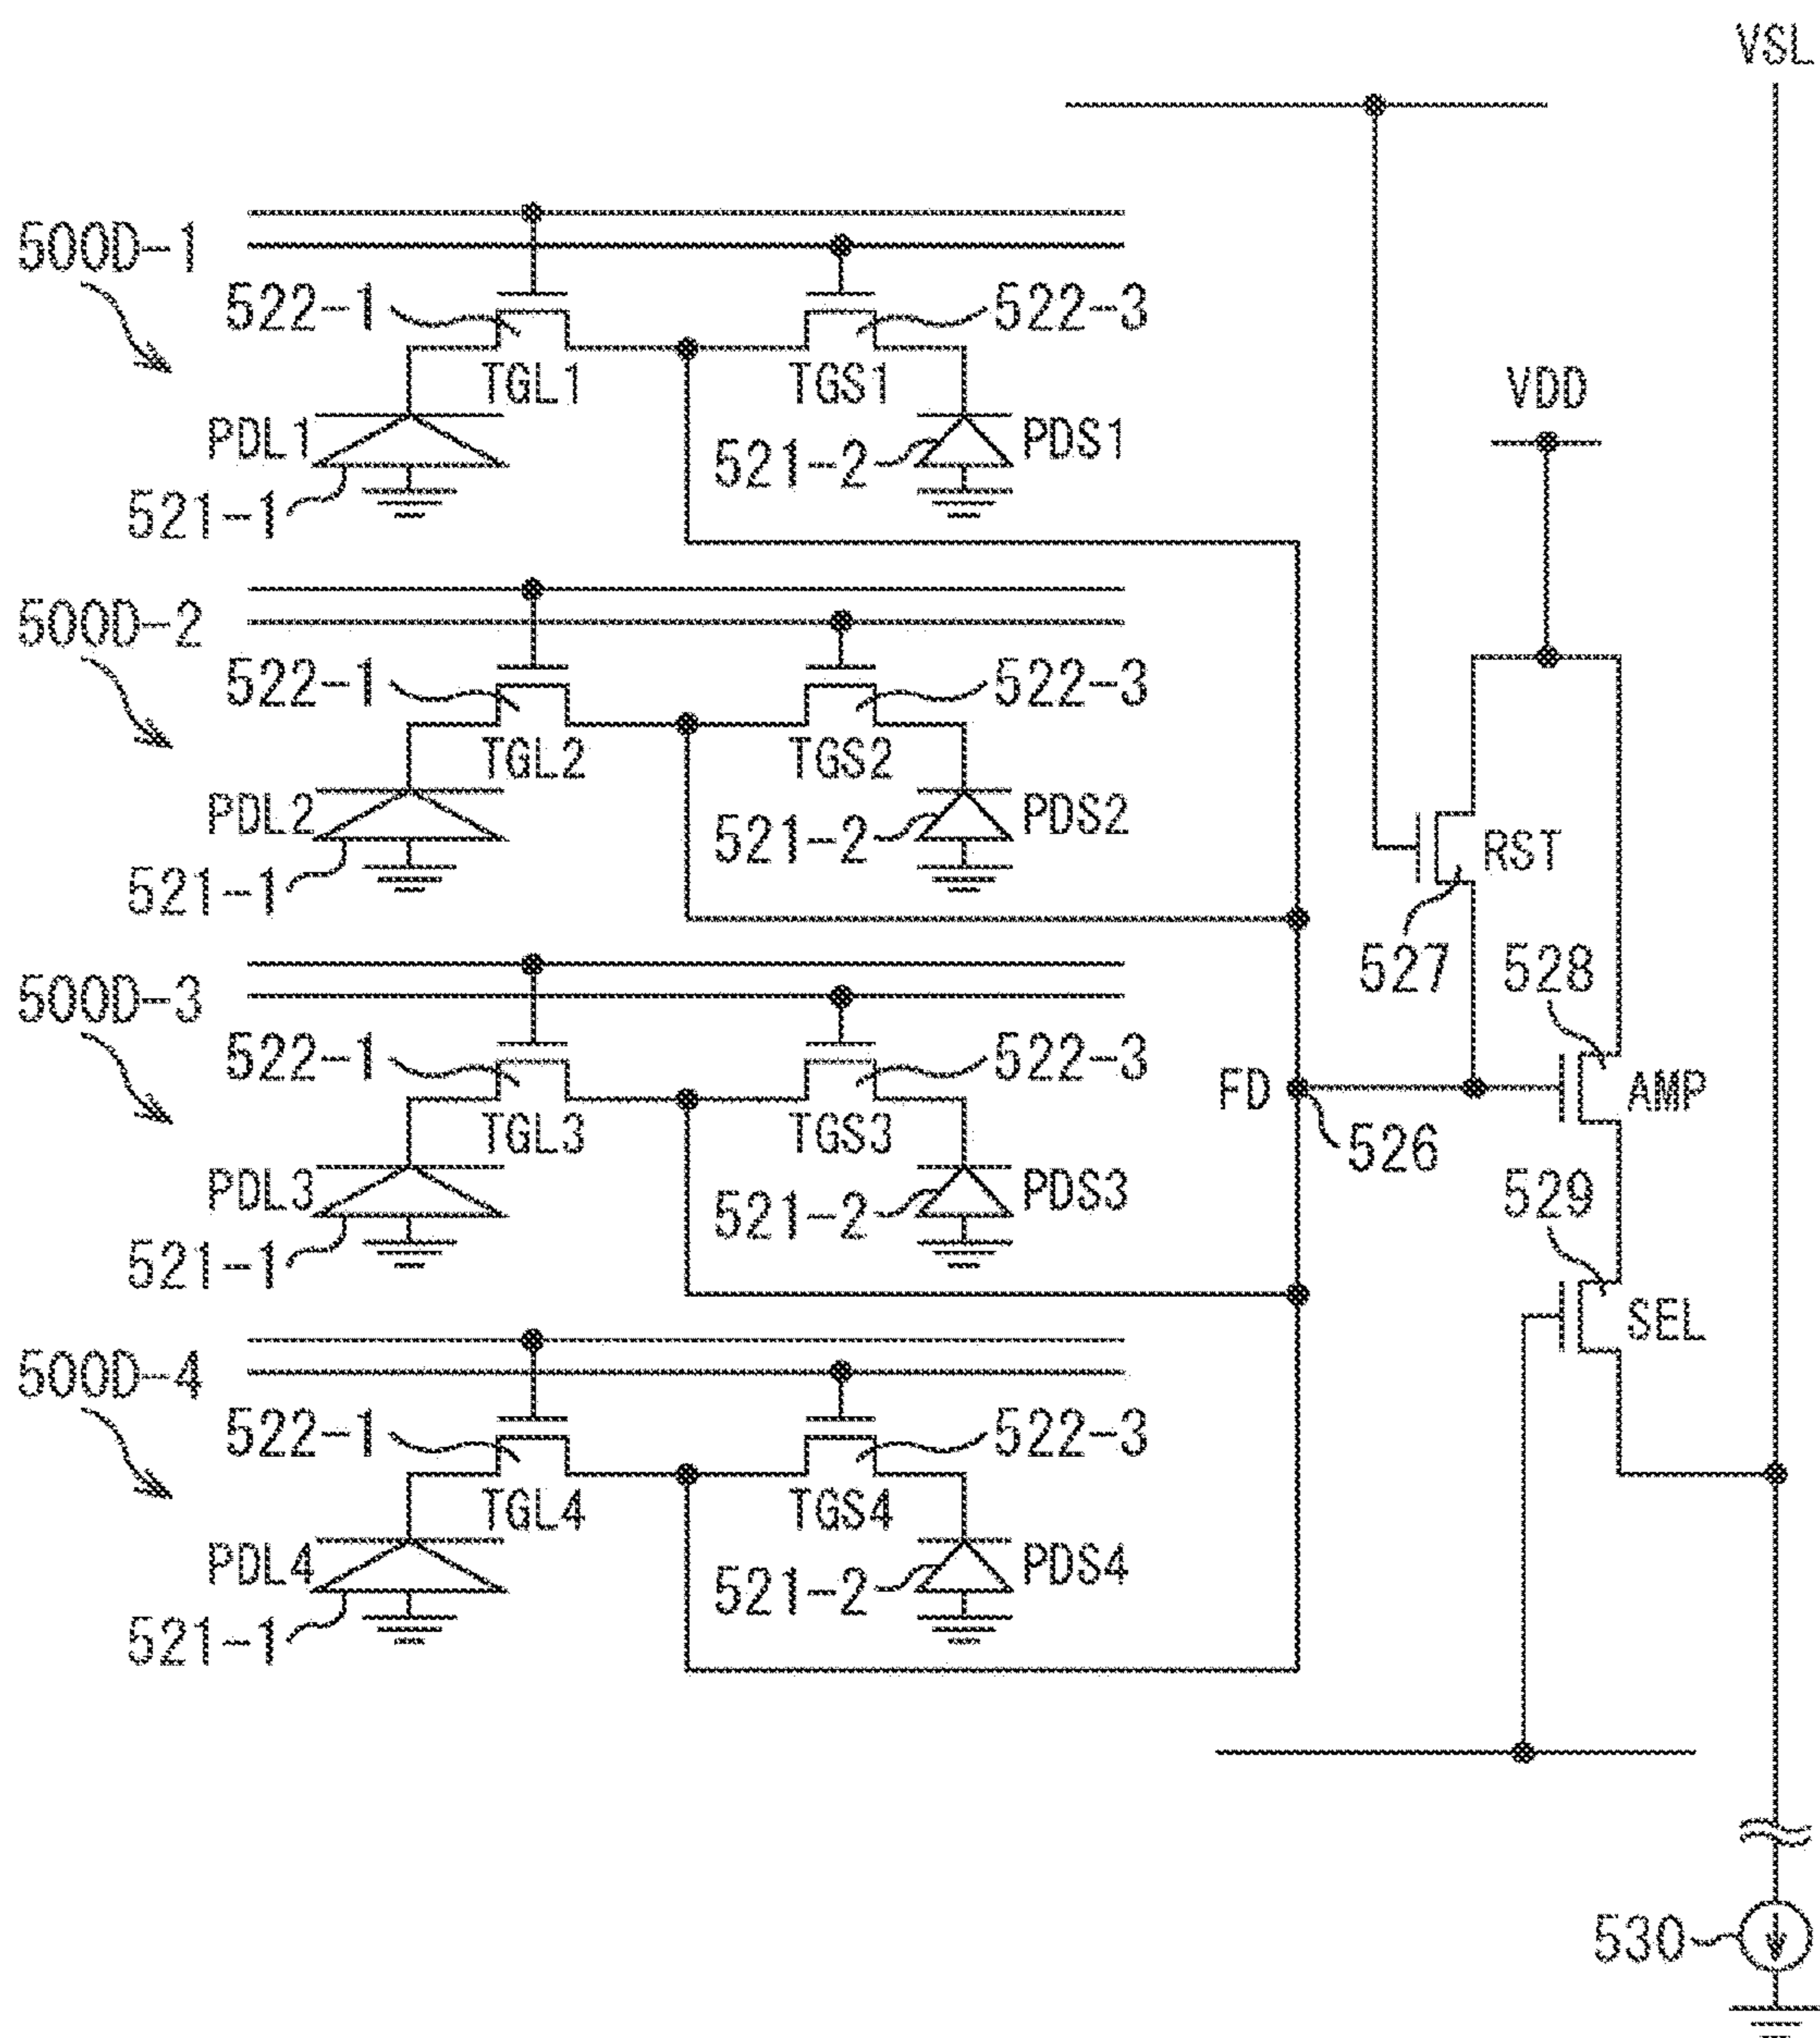 VSL
500D-1
522-1
522-3
TGL1
TGS1
VDD
PDL1
521-2
PDS1
521-1
500D-2
522-1
522-3
TGL2
TGS2
PDL2
521-2
PDS2
RST
521-1
527
528
500D-3
522-1
522-3
FD
AMP
TGL3
TGS3
526
PDL3
521-2
PDS3
529
521-1
SEL
500D-4
522-1
522-3
TGL4
TGS4
PDL4
521-2
PDS4
521-1
530